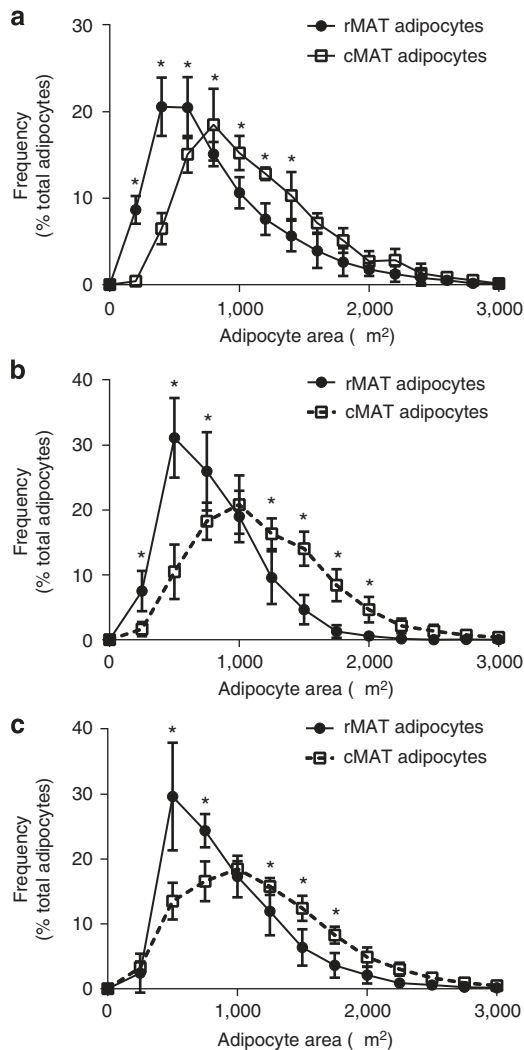 a
rMAT adipocytes
cMAT adipocytes
Frequency
(% total adipocytes)
30
20
10
0
* * * * * * *
0 1,000 2,000 3,000
Adipocyte area ( m²)
b
rMAT adipocytes
cMAT adipocytes
Frequency
(% total adipocytes)
40
30
20
10
0
* * * * * * *
0 1,000 2,000 3,000
Adipocyte area ( m²)
c
rMAT adipocytes
cMAT adipocytes
Frequency
(% total adipocytes)
40
30
20
10
0
* * * * *
0 1,000 2,000 3,000
Adipocyte area ( m²)